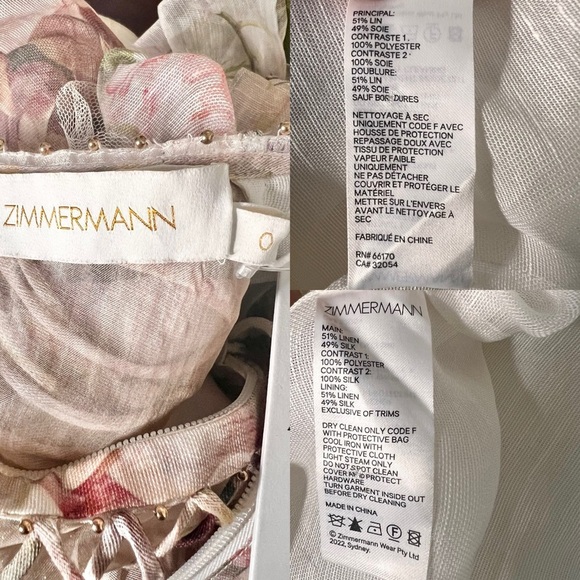 ZIMMERMANN
0
PRINCIPAL:
51% LIN
49% SOIE
CONTRASTE 1:
100% POLYESTER
CONTRASTE 2:
100% SOIE
DOUBLURE:
51% LIN
49% SOIE
SAUF BORDURES
NETTOYAGE À SEC
UNIQUEMENT CODE F AVEC
HOUSSE DE PROTECTION
REPASSAGE DOUX AVEC
TISSU DE PROTECTION
VAPEUR FAIBLE
UNIQUEMENT
NE PAS DÉTACHER
COUVRIR ET PROTÉGER LE
MATÉRIEL
METTRE SUR L'ENVERS
AVANT LE NETTOYAGE À
SEC
FABRIQUÉ EN CHINE
RN# 66170
CA# 32054
ZIMMERMANN
MAIN:
51% LINEN
49% SILK
CONTRAST 1:
100% POLYESTER
CONTRAST 2:
100% SILK
LINING:
51% LINEN
49% SILK
EXCLUSIVE OF TRIMS
DRY CLEAN ONLY CODE F
WITH PROTECTIVE BAG
COOL IRON WITH
PROTECTIVE CLOTH
LIGHT STEAM ONLY
DO NOT SPOT CLEAN
COVER AND PROTECT
HARDWARE
TURN GARMENT INSIDE OUT
BEFORE DRY CLEANING
MADE IN CHINA
© Zimmermann Wear Pty Ltd
2022, Sydney.